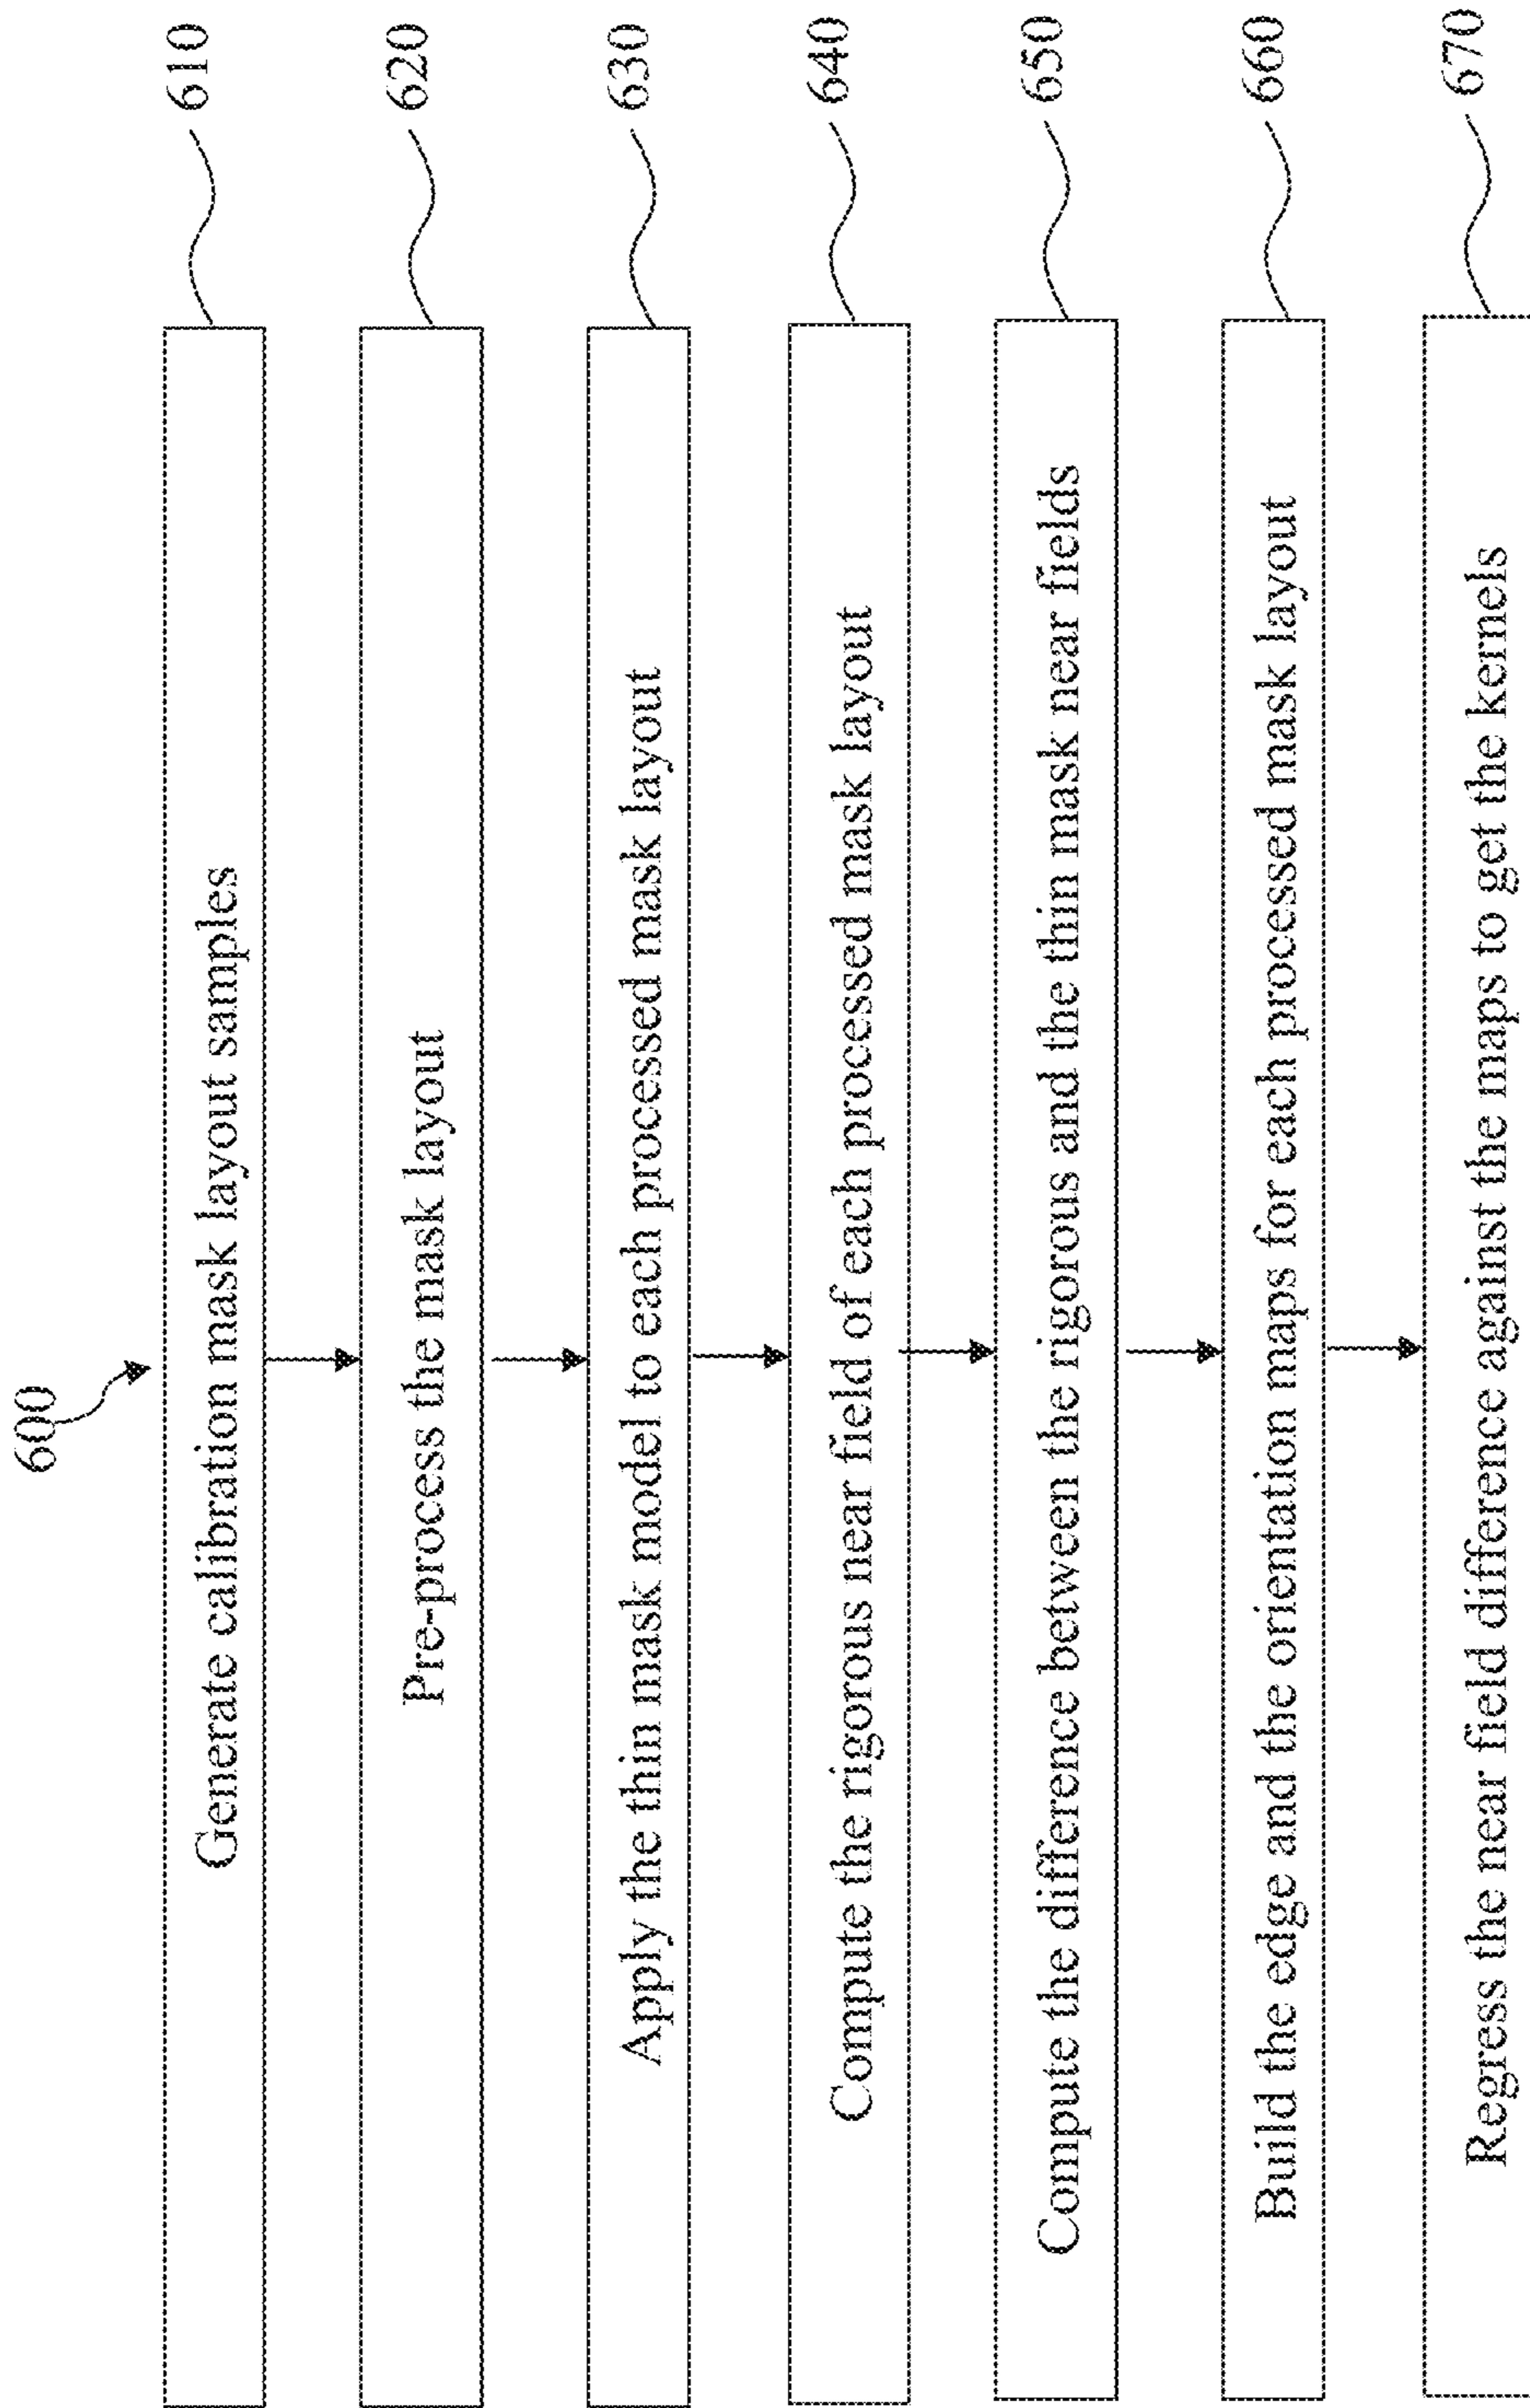 600
Generate calibration mask layout samples
610
Pre-process the mask layout
620
Apply the thin mask model to each processed mask layout
630
Compute the rigorous near field of each processed mask layout
640
Compute the difference between the rigorous and the thin mask near fields
650
Build the edge and the orientation maps for each processed mask layout
660
Regress the near field difference against the maps to get the kernels
670